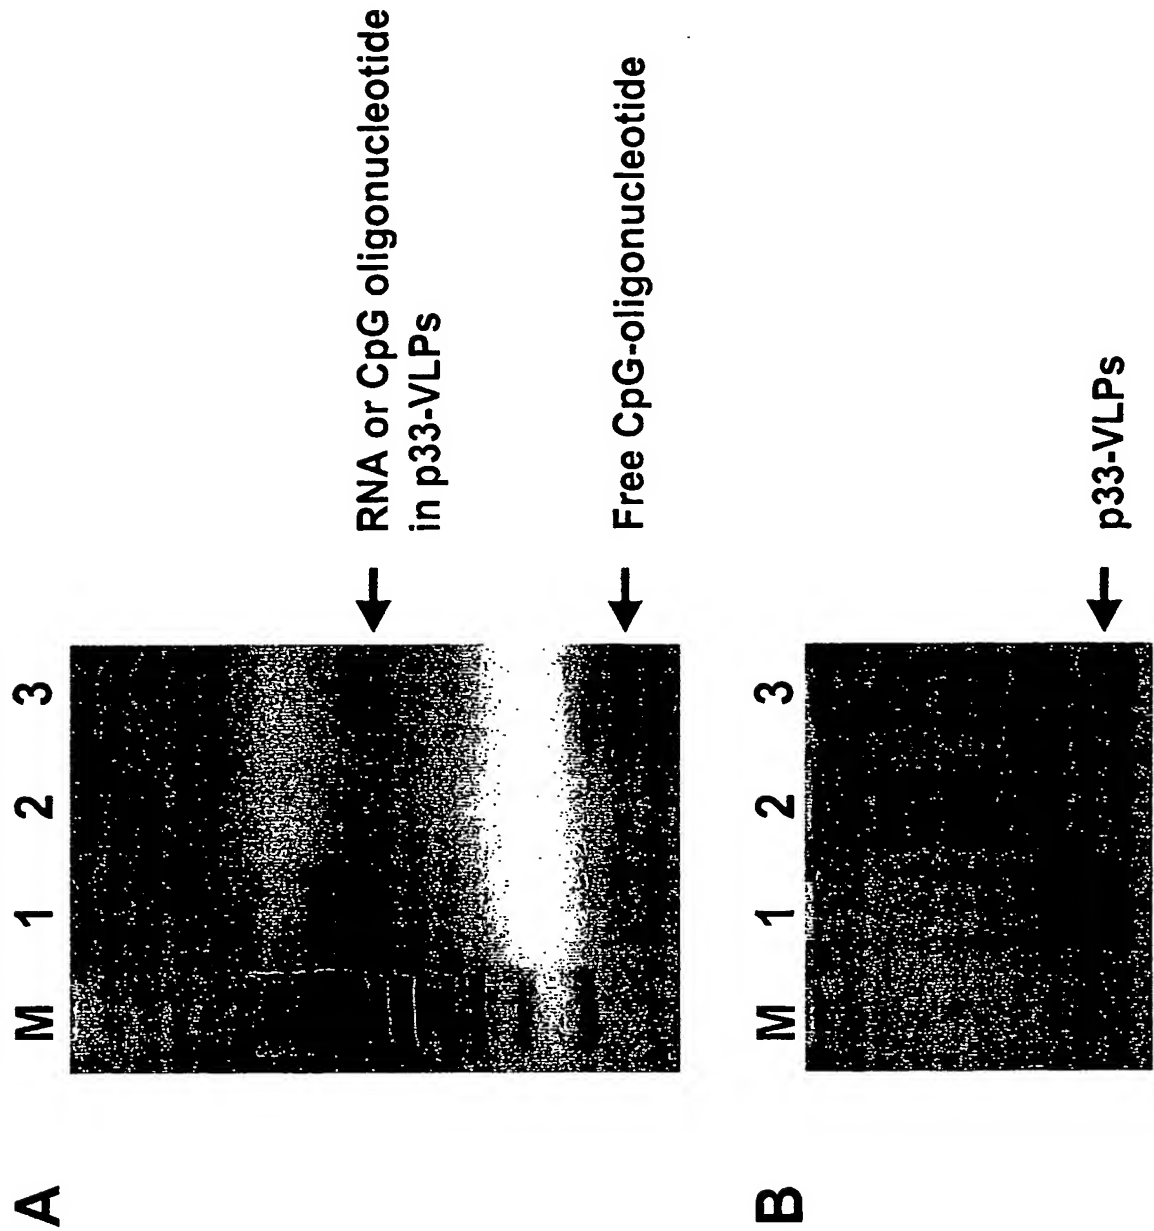 A
M 1 2 3
RNA or CpG oligonucleotide
in p33-VLPs
Free CpG-oligonucleotide
B
M 1 2 3
p33-VLPs